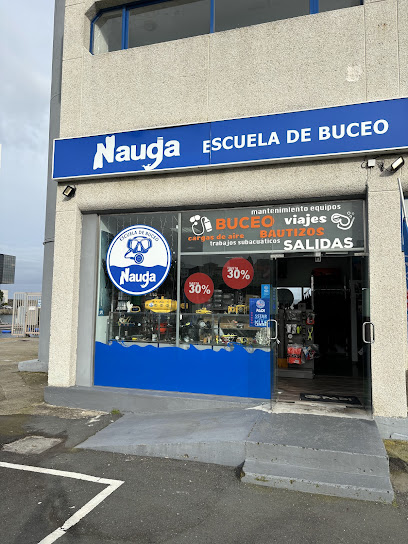 Nauga ESCUELA DE BUCEO
mantenimiento equipos
BUCEO viajes
cargas de aire BAUTIZOS
trabajos subacuaticos SALIDAS
ESCUELA DE BUCEO
Nauga
30%
30%
PADI